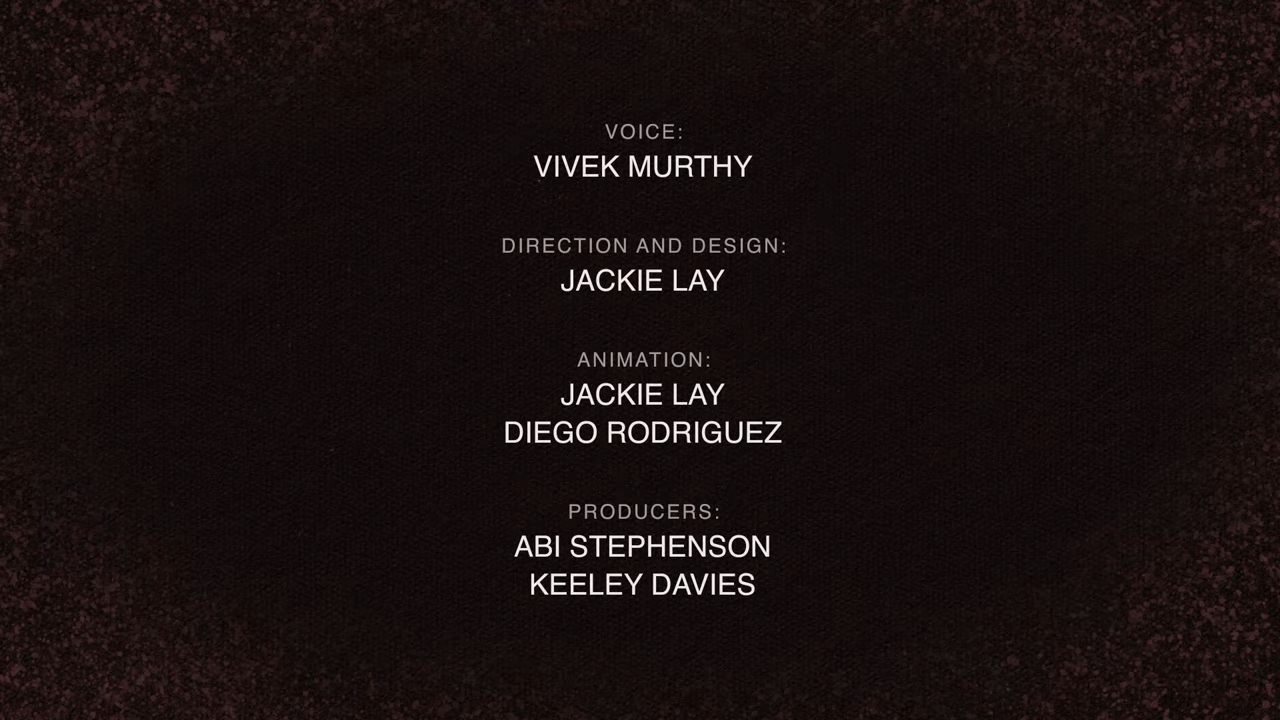 VOICE:
VIVEK MURTHY
DIRECTION AND DESIGN:
JACKIE LAY
ANIMATION:
JACKIE LAY
DIEGO RODRIGUEZ
PRODUCERS:
ABI STEPHENSON
KEELEY DAVIES